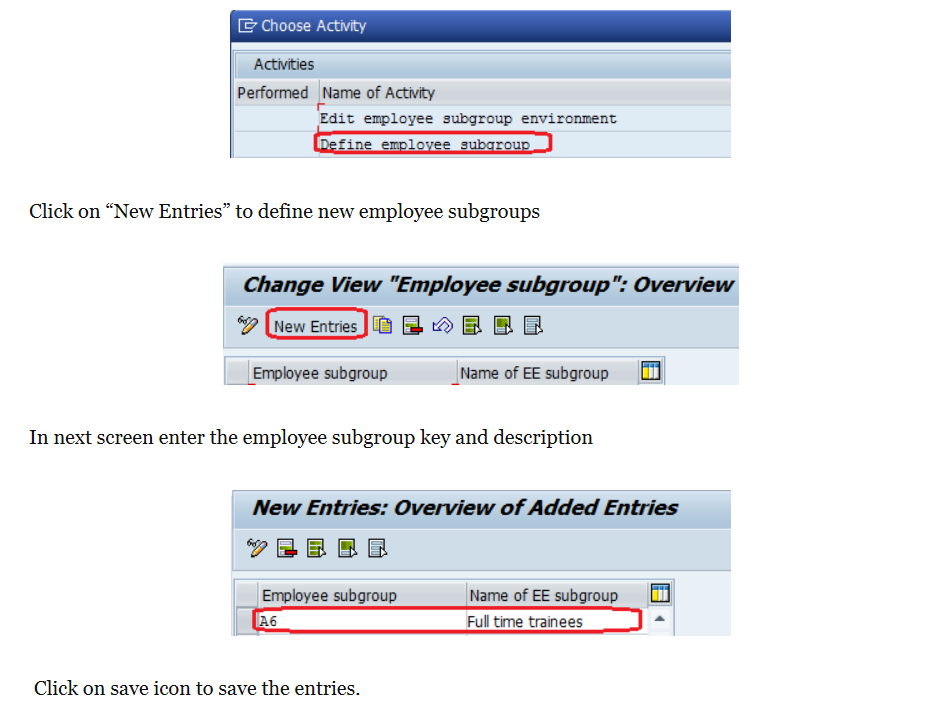 Choose Activity
Activities
Performed Name of Activity
Edit employee subgroup environment
Define employee subgroup
Click on “New Entries” to define new employee subgroups
Change View "Employee subgroup": Overview
New Entries
Employee subgroup Name of EE subgroup
In next screen enter the employee subgroup key and description
New Entries: Overview of Added Entries
Employee subgroup Name of EE subgroup
A6 Full time trainees
Click on save icon to save the entries.